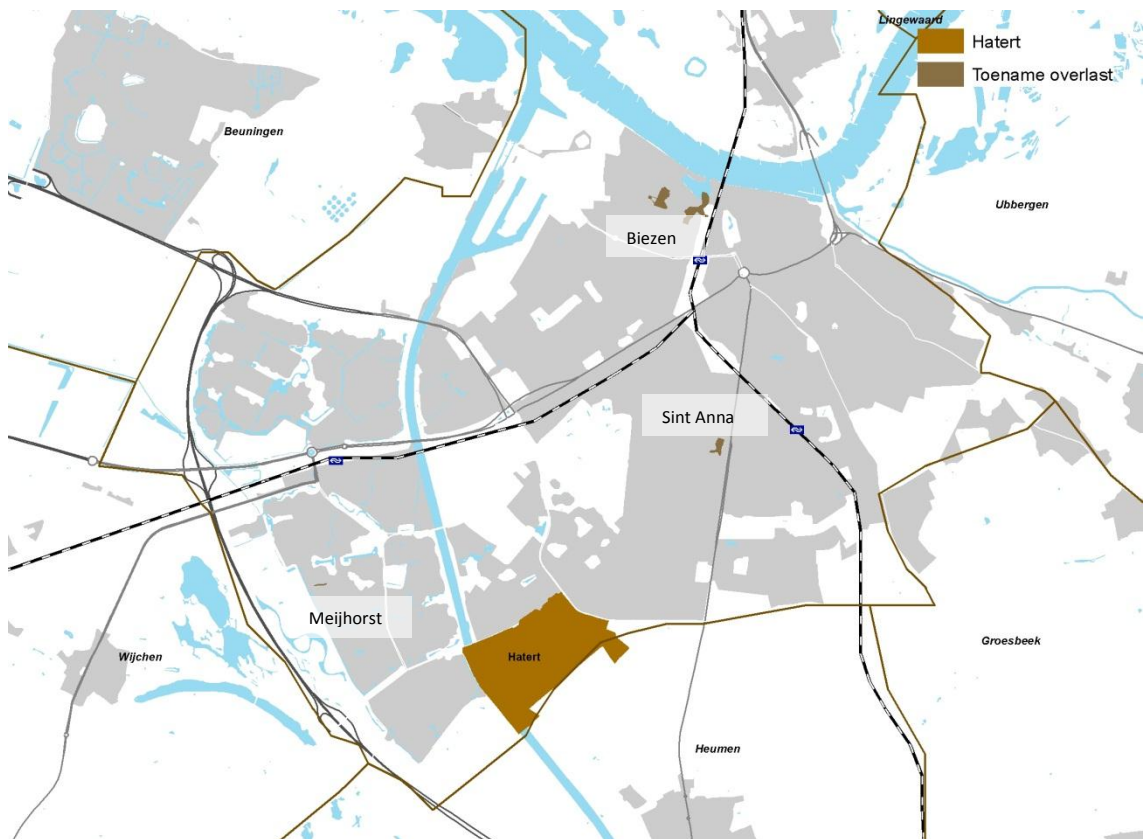 Lingewaard
Hatert
Toename overlast
Beuningen
Ubbergen
Biezen
Sint Anna
Meijhorst
Hatert
Wijchen
Groesbeek
Heumen